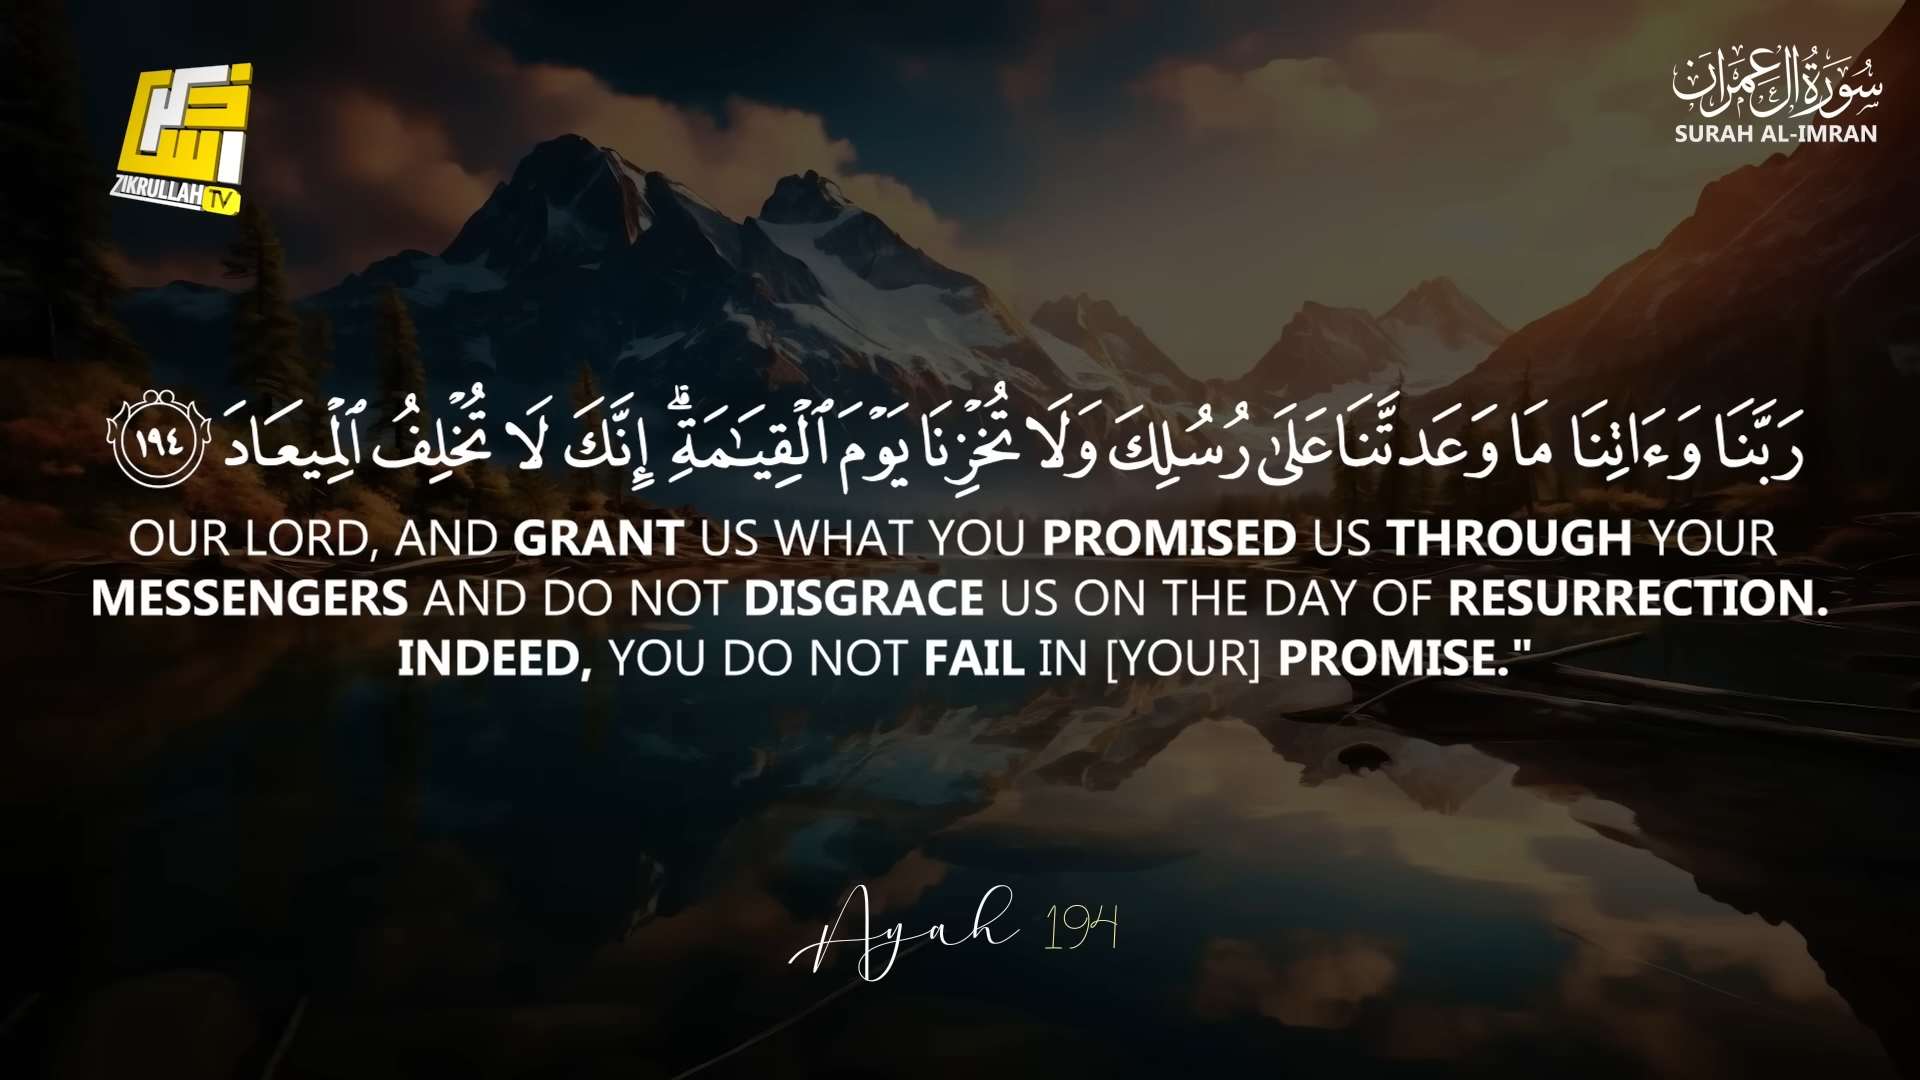 ذكر الله
ZIKRULLAH TV
سُورَةُ آلِ عِمْرَان
SURAH AL-IMRAN
رَبَّنَا وَءَاتِنَا مَا وَعَدتَّنَا عَلَىٰ رُسُلِكَ وَلَا تُخْزِنَا يَوْمَ ٱلْقِيَـٰمَةِ ۗ إِنَّكَ لَا تُخْلِفُ ٱلْمِيعَادَ ١٩٤
OUR LORD, AND GRANT US WHAT YOU PROMISED US THROUGH YOUR
MESSENGERS AND DO NOT DISGRACE US ON THE DAY OF RESURRECTION.
INDEED, YOU DO NOT FAIL IN [YOUR] PROMISE."
Ayah 194